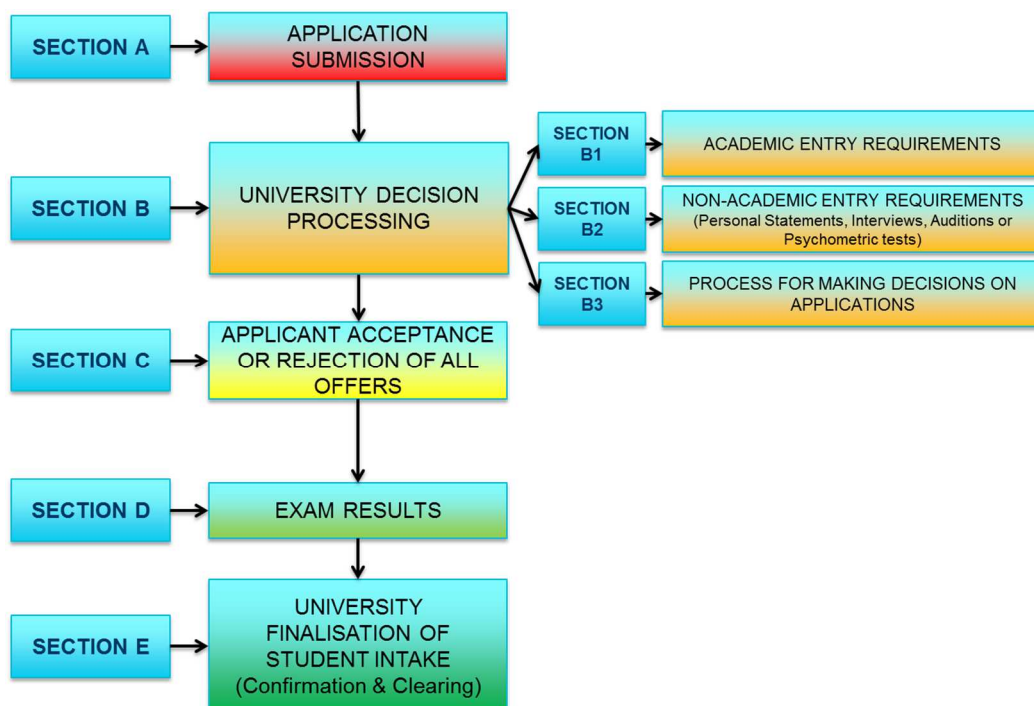 SECTION A
APPLICATION
SUBMISSION
SECTION B
UNIVERSITY DECISION
PROCESSING
SECTION
B1
ACADEMIC ENTRY REQUIREMENTS
SECTION
B2
NON-ACADEMIC ENTRY REQUIREMENTS
(Personal Statements, Interviews, Auditions or
Psychometric tests)
SECTION
B3
PROCESS FOR MAKING DECISIONS ON
APPLICATIONS
SECTION C
APPLICANT ACCEPTANCE
OR REJECTION OF ALL
OFFERS
SECTION D
EXAM RESULTS
SECTION E
UNIVERSITY
FINALISATION OF
STUDENT INTAKE
(Confirmation & Clearing)